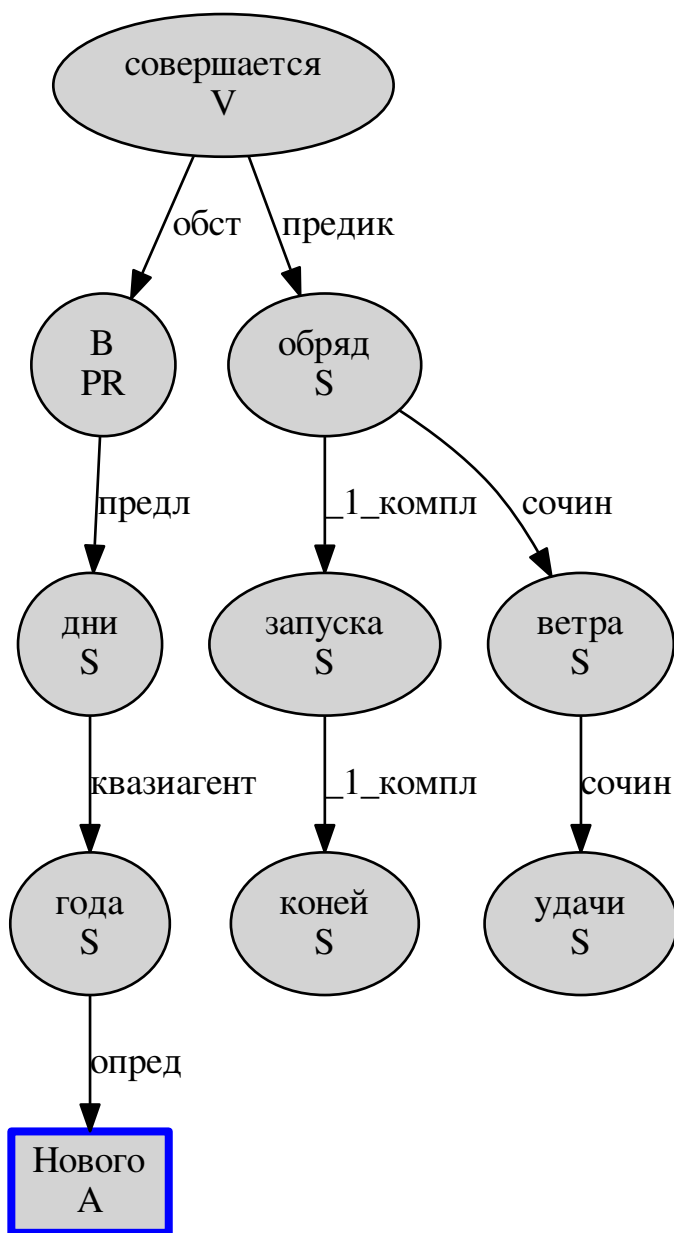 совершается
V
обст
предик
В
PR
обряд
S
предл
_1_компл
сочин
дни
S
запуска
S
ветра
S
квазиагент
_1_компл
сочин
года
S
коней
S
удачи
S
опред
Нового
A